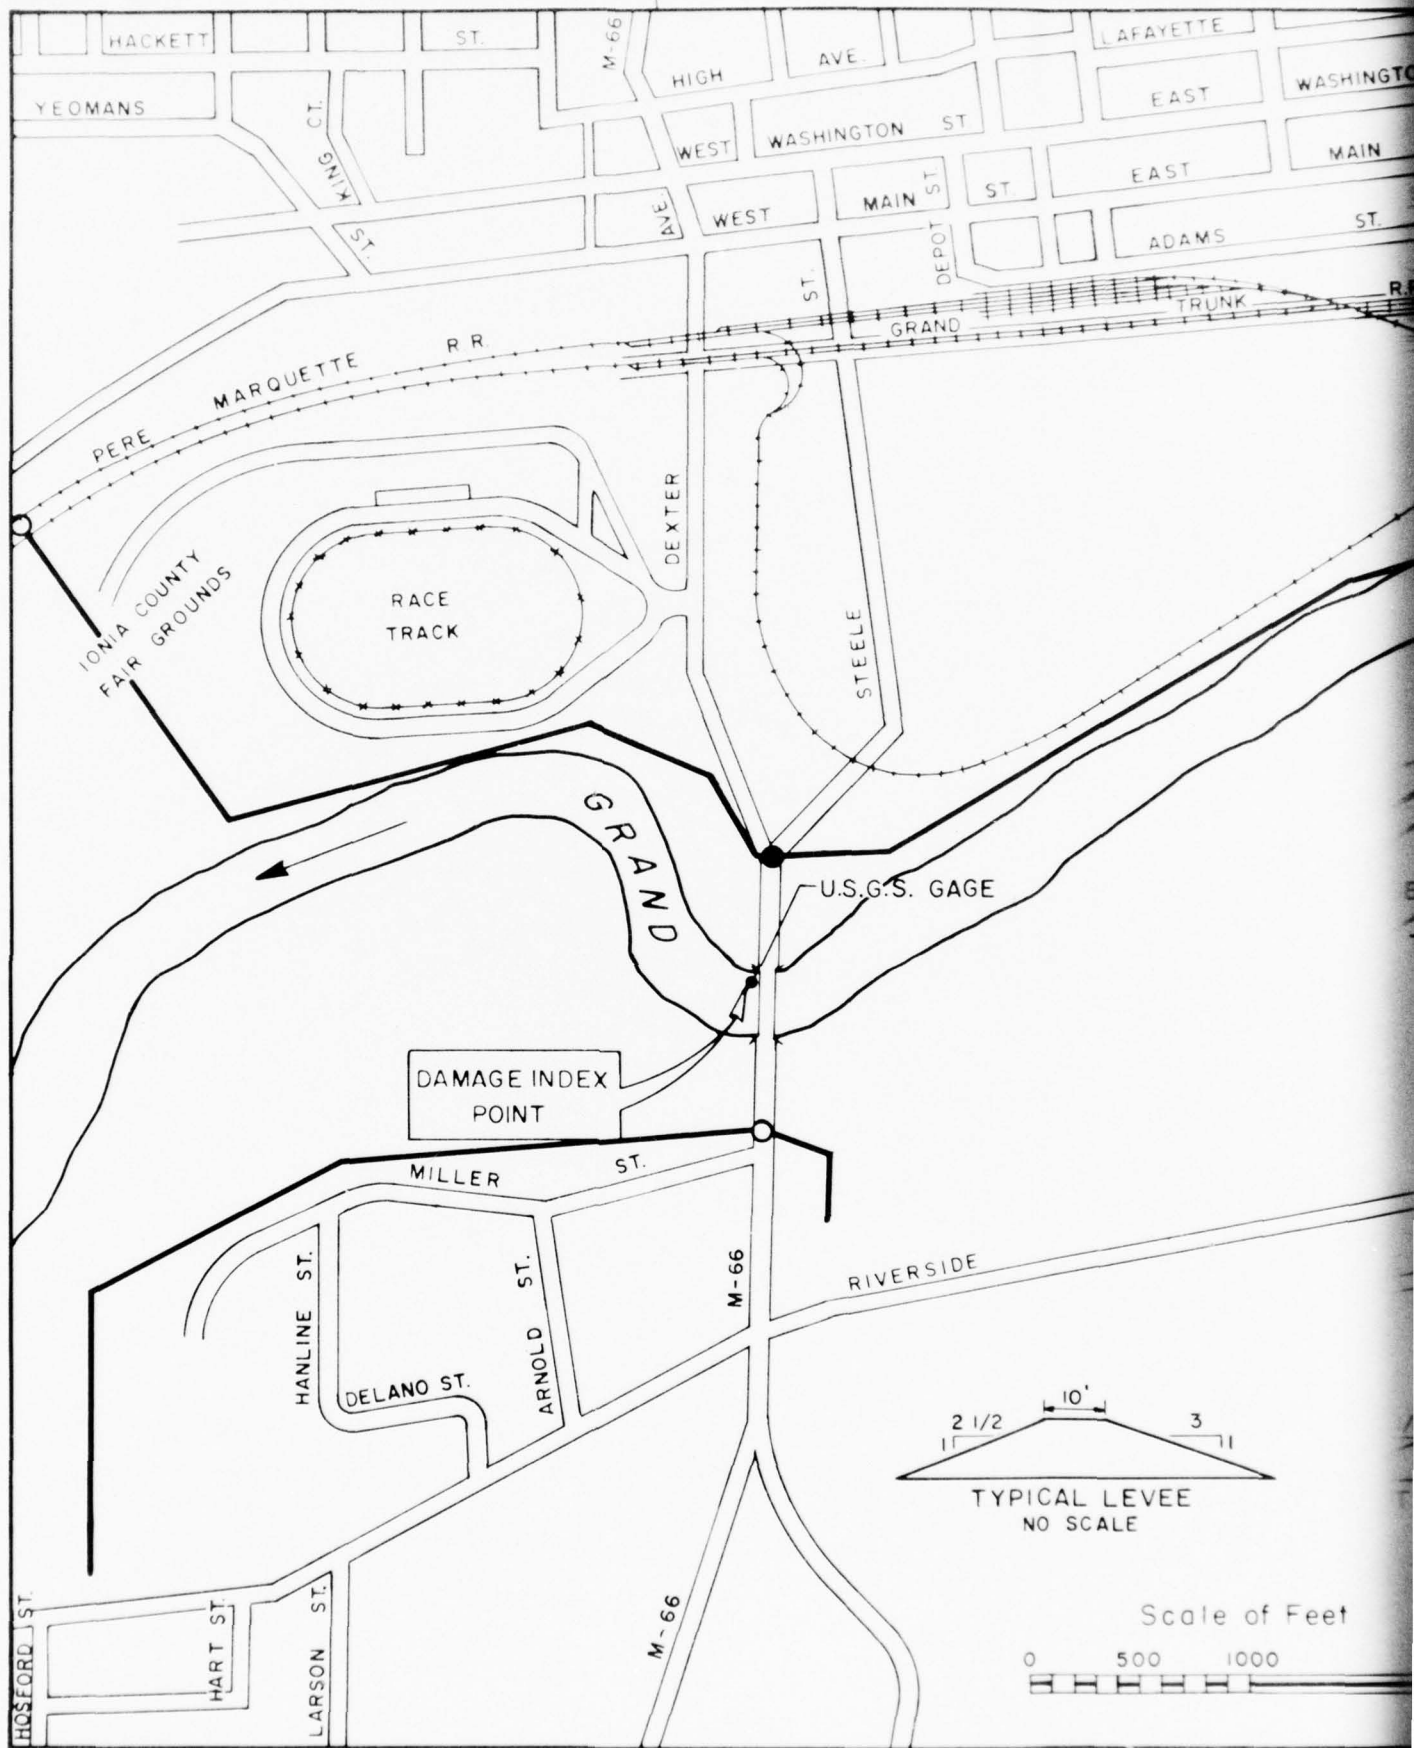 HACKETT ST.
M-66
HIGH AVE.
LAFAYETTE
YEOMANS
KING CT.
WEST WASHINGTON ST
EAST
ST.
AVE.
WEST MAIN ST.
EAST MAIN
DEPOT ST.
ADAMS ST.
ST.
PERE MARQUETTE R R.
GRAND TRUNK
IONIA COUNTY
FAIR GROUNDS
RACE
TRACK
DEXTER
STEELE
GRAND
U.S.G.S. GAGE
DAMAGE INDEX
POINT
MILLER ST.
HANLINE ST.
ARNOLD ST.
DELANO ST.
M-66
RIVERSIDE
10'
2 1/2
1
3
1
TYPICAL LEVEE
NO SCALE
M-66
HOSFORD ST.
HART ST.
LARSON ST.
Scale of Feet
0 500 1000